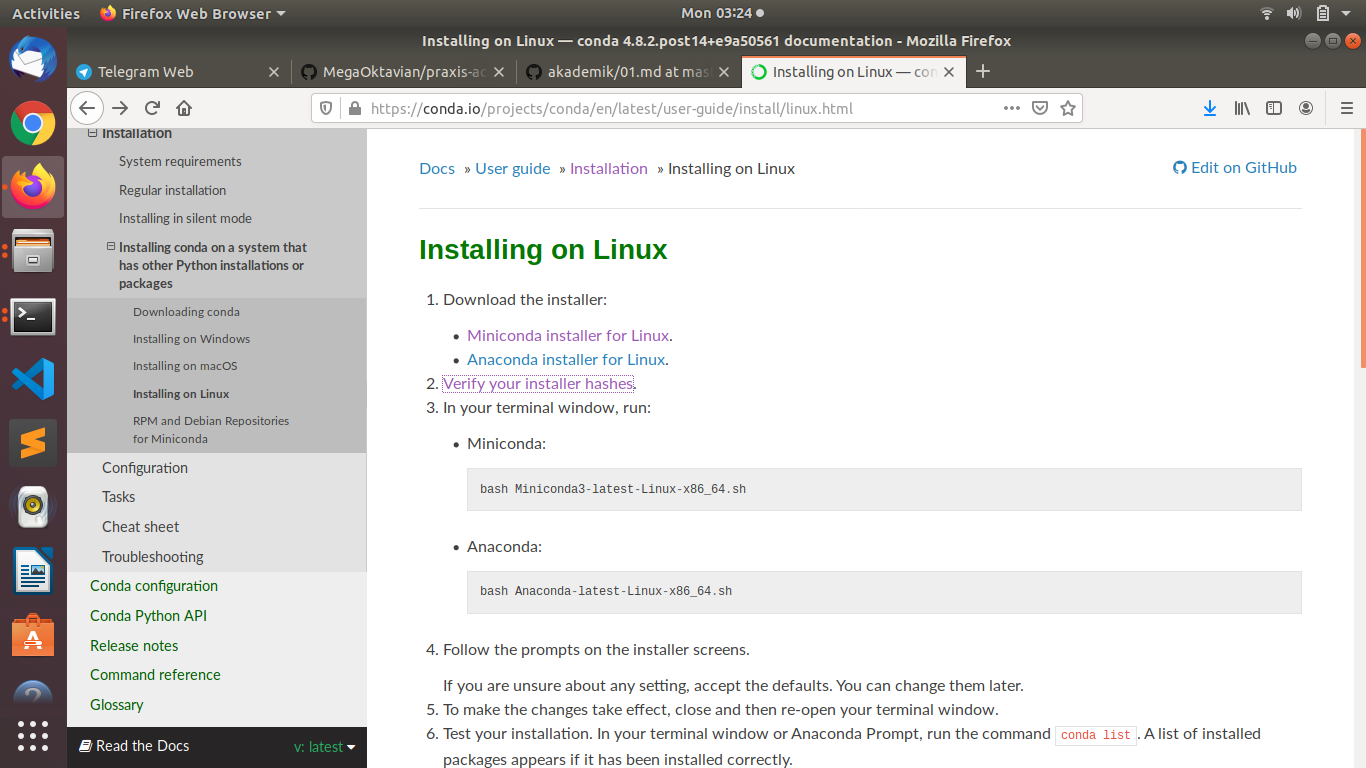 Activities
Firefox Web Browser
Mon 03:24
Installing on Linux — conda 4.8.2.post14+e9a50561 documentation - Mozilla Firefox
Telegram Web
MegaOktavian/praxis-ac
akademik/01.md at mas
Installing on Linux — con
https://conda.io/projects/conda/en/latest/user-guide/install/linux.html
Installation
System requirements
Regular installation
Installing in silent mode
Installing conda on a system that
has other Python installations or
packages
Downloading conda
Installing on Windows
Installing on macOS
Installing on Linux
RPM and Debian Repositories
for Miniconda
Configuration
Tasks
Cheat sheet
Troubleshooting
Conda configuration
Conda Python API
Release notes
Command reference
Glossary
Read the Docs
v: latest
Docs » User guide » Installation » Installing on Linux
Edit on GitHub
Installing on Linux
1. Download the installer:
• Miniconda installer for Linux.
• Anaconda installer for Linux.
2. Verify your installer hashes.
3. In your terminal window, run:
• Miniconda:
bash Miniconda3-latest-Linux-x86_64.sh
• Anaconda:
bash Anaconda-latest-Linux-x86_64.sh
4. Follow the prompts on the installer screens.
If you are unsure about any setting, accept the defaults. You can change them later.
5. To make the changes take effect, close and then re-open your terminal window.
6. Test your installation. In your terminal window or Anaconda Prompt, run the command conda list. A list of installed
packages appears if it has been installed correctly.